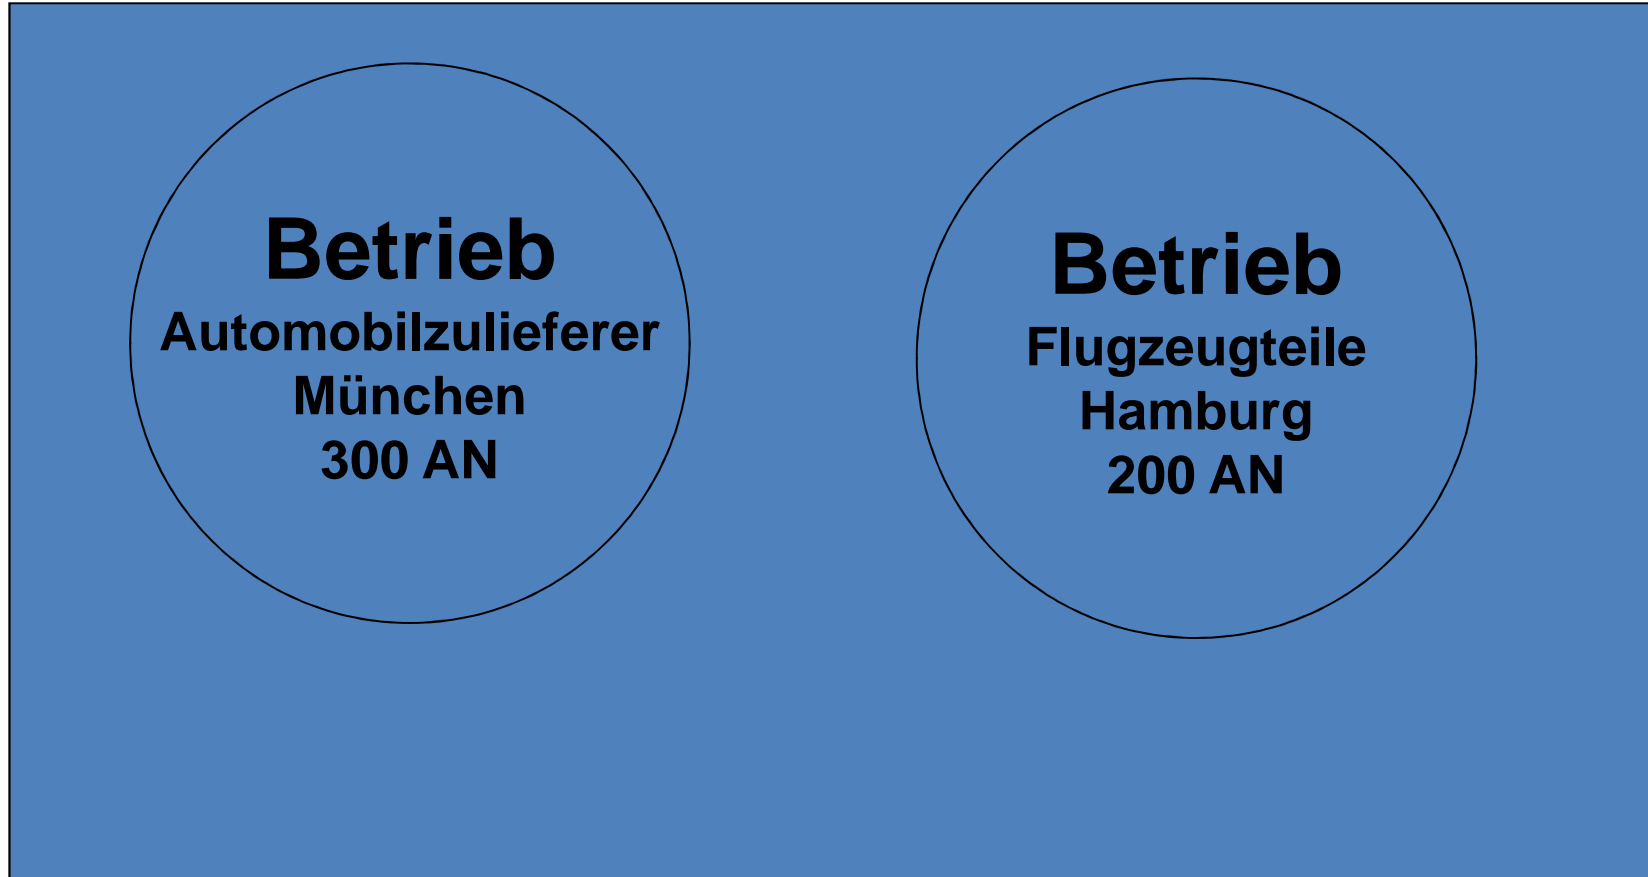 Betrieb
Automobilzulieferer
München
300 AN
Betrieb
Flugzeugteile
Hamburg
200 AN